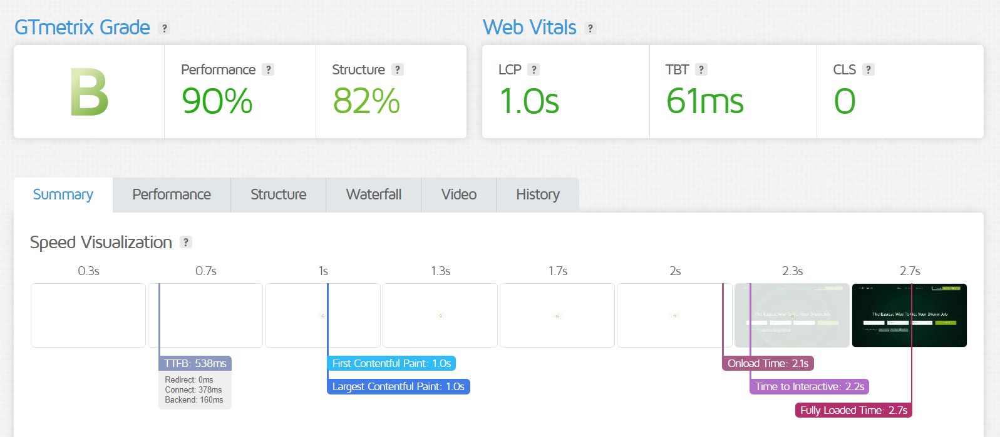 GTmetrix Grade ?
Web Vitals ?
B
Performance ?
90%
Structure ?
82%
LCP ?
1.0s
TBT ?
61ms
CLS ?
0
Summary Performance Structure Waterfall Video History
Speed Visualization ?
0.3s 0.7s 1s 1.3s 1.7s 2s 2.3s 2.7s
The Easiest Way To Get Your Dream Job
The Easiest Way To Get Your Dream Job
TTFB: 538ms
Redirect: 0ms
Connect: 378ms
Backend: 160ms
First Contentful Paint: 1.0s
Largest Contentful Paint: 1.0s
Onload Time: 2.1s
Time to Interactive: 2.2s
Fully Loaded Time: 2.7s